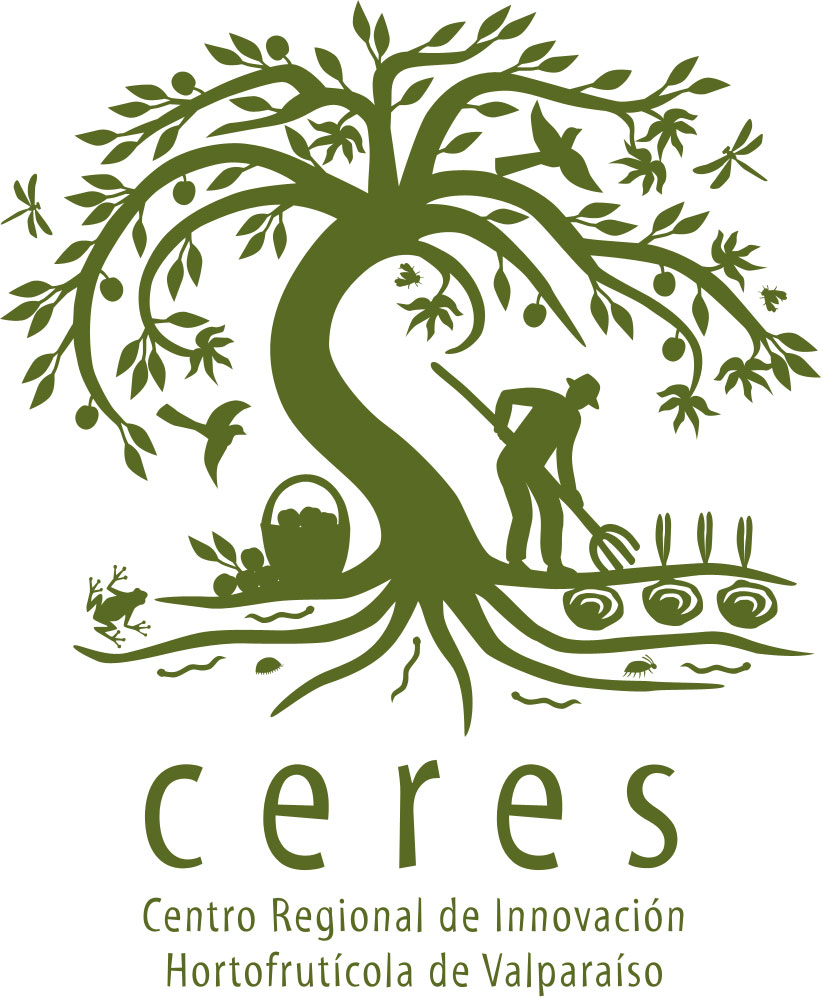 ceres
Centro Regional de Innovación
Hortofrutícola de Valparaíso